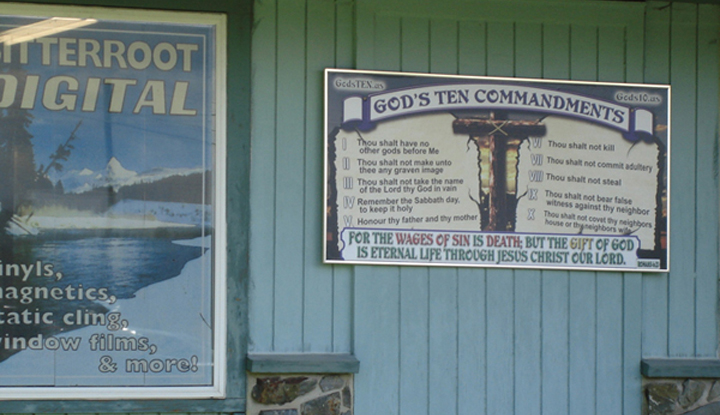 ITTERROOT
DIGITAL
inyls,
agnetics,
tatic cling,
indow films,
& more!
GodsTEN.us
Gods10.us
GOD'S TEN COMMANDMENTS
I Thou shalt have no
other gods before Me
II Thou shalt not make unto
thee any graven image
III Thou shalt not take the name
of the Lord thy God in vain
IV Remember the Sabbath day,
to keep it holy
V Honour thy father and thy mother
VI Thou shalt not kill
VII Thou shalt not commit adultery
VIII Thou shalt not steal
IX Thou shalt not bear false
witness against thy neighbor
X Thou shalt not covet thy neighbors
house or thy neighbors wife
FOR THE WAGES OF SIN IS DEATH; BUT THE GIFT OF GOD
IS ETERNAL LIFE THROUGH JESUS CHRIST OUR LORD.